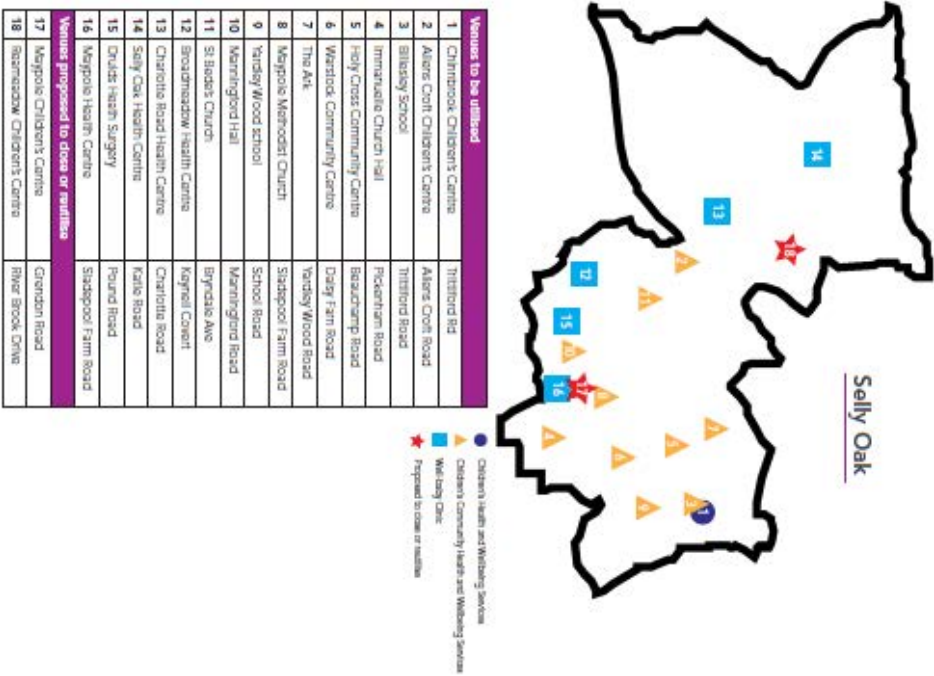 Selly Oak
14
13
18
2
12
11
15
10
16
17
8
4
7
5
6
3
1
9
Children's Health and Wellbeing Services
Children's Community Health and Wellbeing Services
Well-baby Clinic
Proposed to close or reutilise
Venues to be utilised
1 Chinnbrook Children's Centre Trittiford Rd
2 Allens Croft Children's Centre Allens Croft Road
3 Billesley School Trittiford Road
4 Immanuelle Church Hall Pickenham Road
5 Holy Cross Community Centre Beauchamp Road
6 Warstock Community Centre Daisy Farm Road
7 The Ark Yardley Wood Road
8 Maypole Methodist Church Sladepool Farm Road
9 Yardley Wood school School Road
10 Manningford Hall Manningford Road
11 St Bede's Church Bryndale Ave
12 Broadmeadow Health Centre Keynell Covert
13 Charlotte Road Health Centre Charlotte Road
14 Selly Oak Health Centre Katie Road
15 Druids Heath Surgery Pound Road
16 Maypole Health Centre Sladepool Farm Road
Venues proposed to close or reutilise
17 Maypole Children's Centre Grendon Road
18 Reameadow Children's Centre River Brook Drive